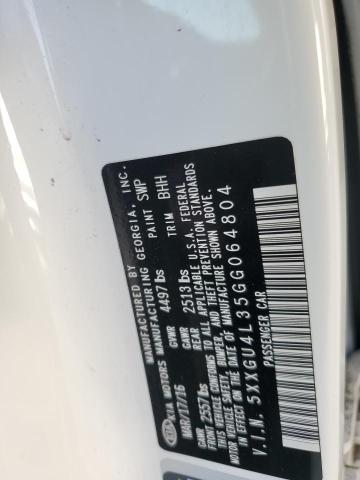 KIA
KIA MOTORS MANUFACTURING GEORGIA, INC.
MANUFACTURED BY
MAR/17/16
GVWR 4497 lbs
PAINT SWP
GAWR FRONT 2557 lbs
GAWR REAR 2513 lbs
TRIM BHH
THIS VEHICLE CONFORMS TO ALL APPLICABLE U.S.A. FEDERAL
MOTOR VEHICLE SAFETY, BUMPER, AND THEFT PREVENTION STANDARDS
IN EFFECT ON THE DATE OF MANUFACTURE SHOWN ABOVE.
V.I.N. 5XXGU4L35GG064804
PASSENGER CAR